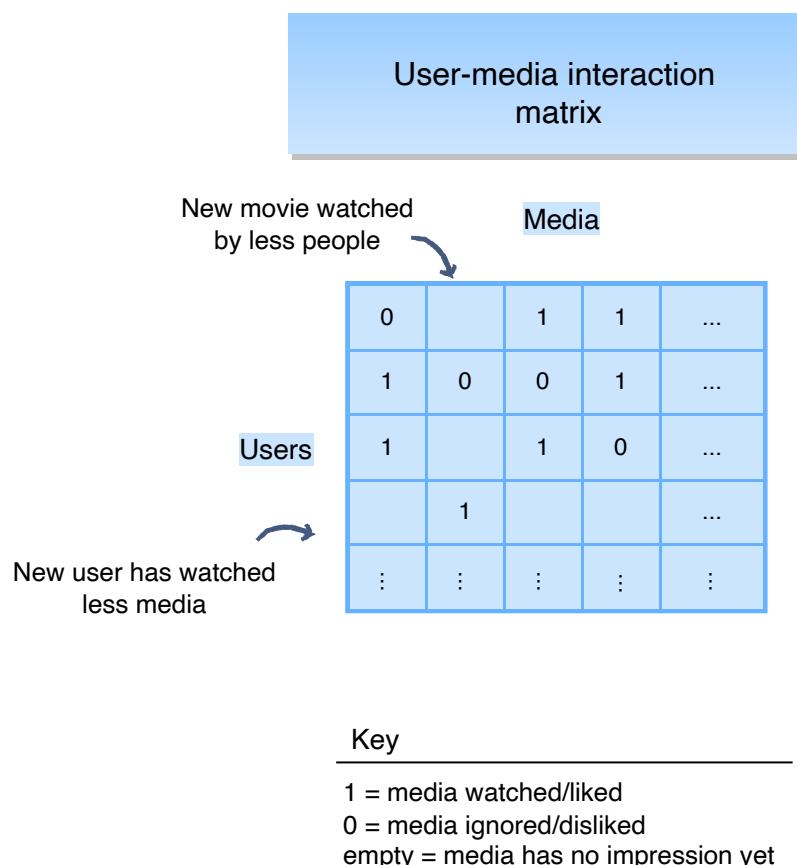 User-media interaction
matrix
New movie watched
by less people
Media
0 1 1 ...
1 0 0 1 ...
Users
1 1 0 ...
1 ...
New user has watched
less media
⋮ ⋮ ⋮ ⋮ ⋮
Key
1 = media watched/liked
0 = media ignored/disliked
empty = media has no impression yet